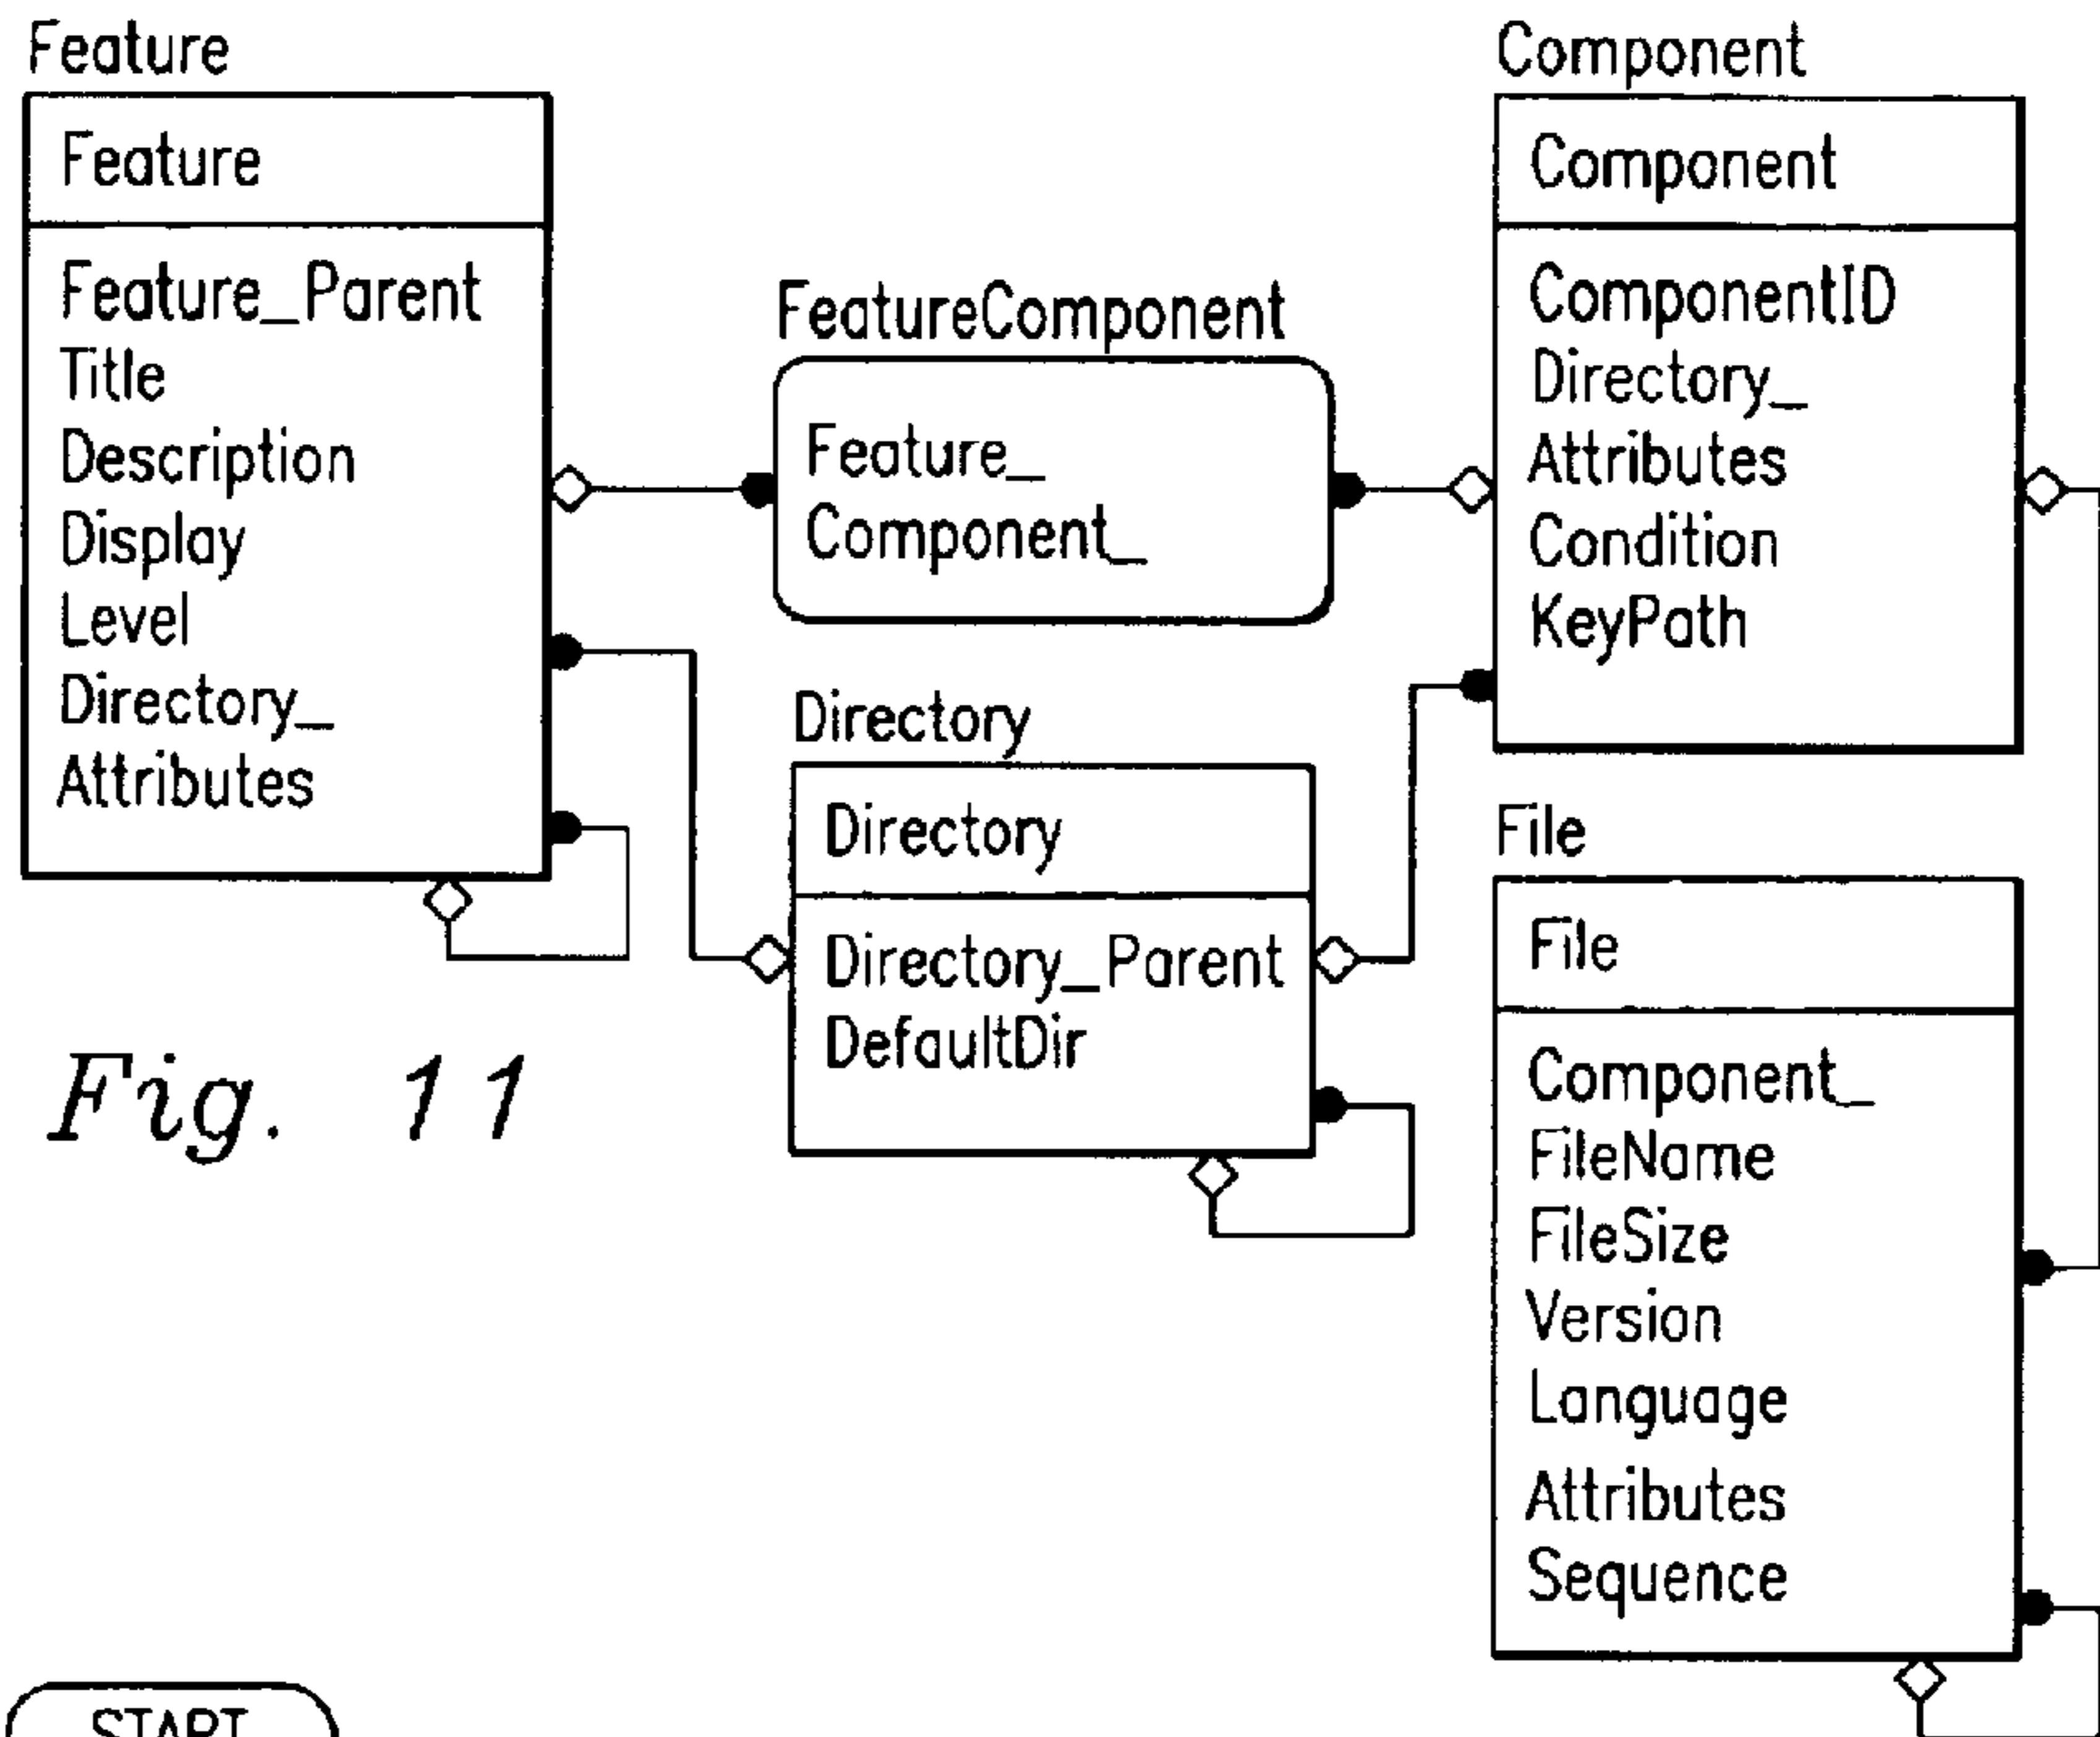 Feature
Feature
Feature_Parent
Title
Description
Display
Level
Directory_
Attributes
FeatureComponent
Feature_
Component_
Directory
Directory
Directory_Parent
DefaultDir
Component
Component
ComponentID
Directory_
Attributes
Condition
KeyPath
File
File
Component_
FileName
FileSize
Version
Language
Attributes
Sequence
Fig. 11
START